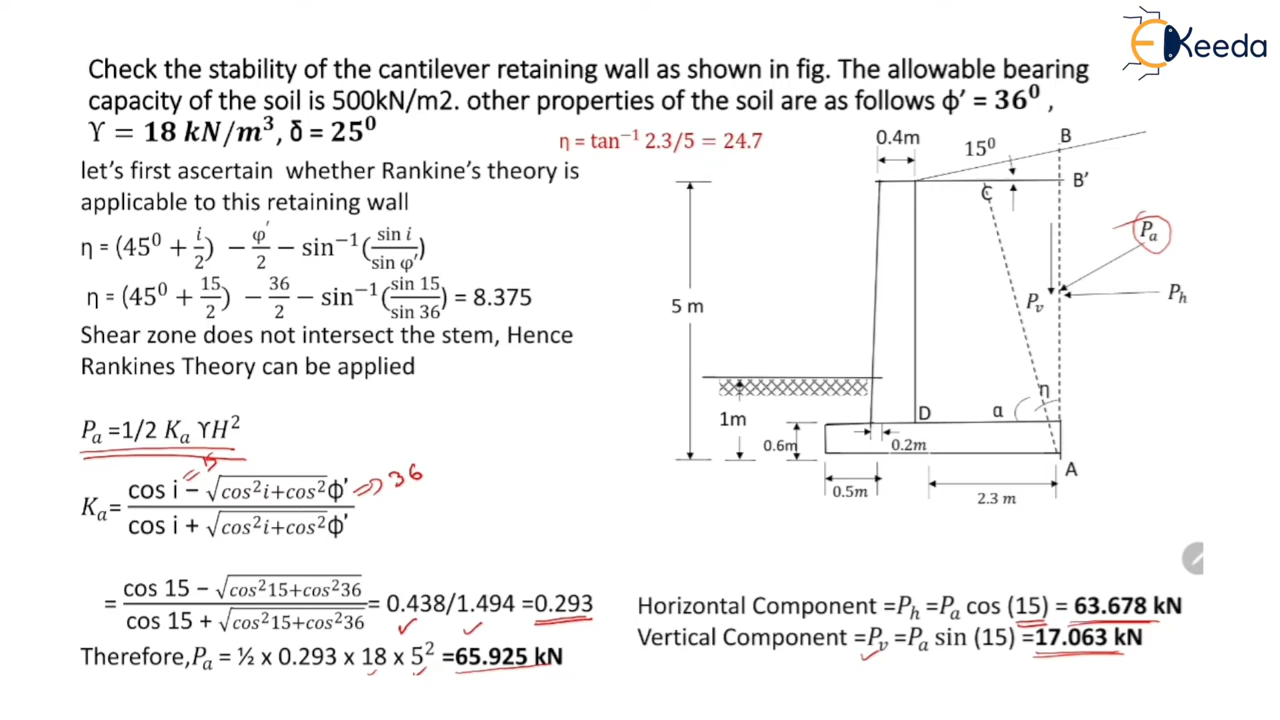 EKeeda
Check the stability of the cantilever retaining wall as shown in fig. The allowable bearing
capacity of the soil is 500kN/m2. other properties of the soil are as follows ϕ' = 36⁰ ,
ϒ = 18 kN/m³, δ = 25⁰
η = tan⁻¹ 2.3/5 = 24.7
let's first ascertain whether Rankine's theory is
applicable to this retaining wall
η = (45⁰ + i/2) − φ'/2 − sin⁻¹(sin i/sin φ')
η = (45⁰ + 15/2) − 36/2 − sin⁻¹(sin 15/sin 36) = 8.375
Shear zone does not intersect the stem, Hence
Rankines Theory can be applied
Pₐ =1/2 Kₐ ϒH²
= 15
Kₐ= cos i − √cos²i+cos²ϕ' / cos i + √cos²i+cos²ϕ' => 36
= cos 15 − √cos²15+cos²36 / cos 15 + √cos²15+cos²36 = 0.438/1.494 =0.293
Therefore,Pₐ = ½ x 0.293 x 18 x 5² =65.925 kN
0.4m
15⁰
B
B'
C
Pₐ
Pₕ
Pᵥ
5 m
η
1m
D
α
0.6m
0.2m
A
0.5m
2.3 m
Horizontal Component =Pₕ =Pₐ cos (15) = 63.678 kN
Vertical Component =Pᵥ =Pₐ sin (15) =17.063 kN